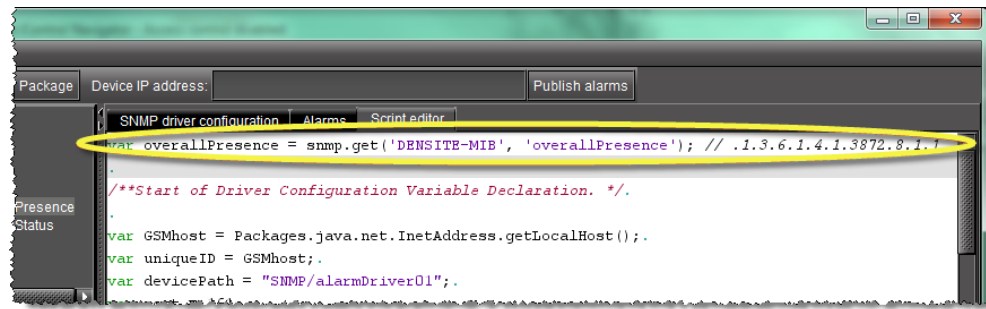 Package Device IP address: Publish alarms
SNMP driver configuration Alarms Script editor
var overallPresence = snmp.get('DENSITE-MIB', 'overallPresence'); // .1.3.6.1.4.1.3872.8.1.1
.
/**Start of Driver Configuration Variable Declaration. */.
Presence
.
Status
var GSMhost = Packages.java.net.InetAddress.getLocalHost();.
var uniqueID = GSMhost;.
var devicePath = "SNMP/alarmDriver01";.